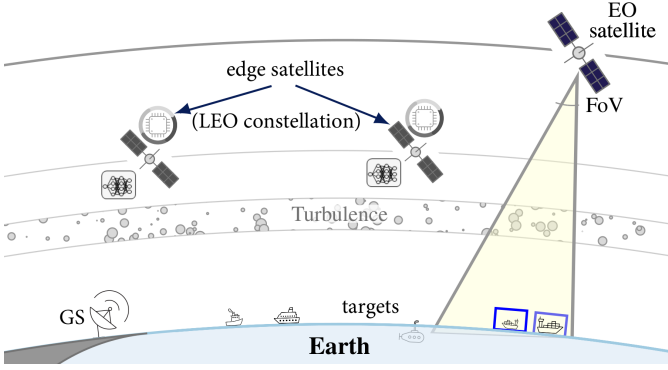 EO
satellite
edge satellites
FoV
(LEO constellation)
Turbulence
targets
GS
Earth